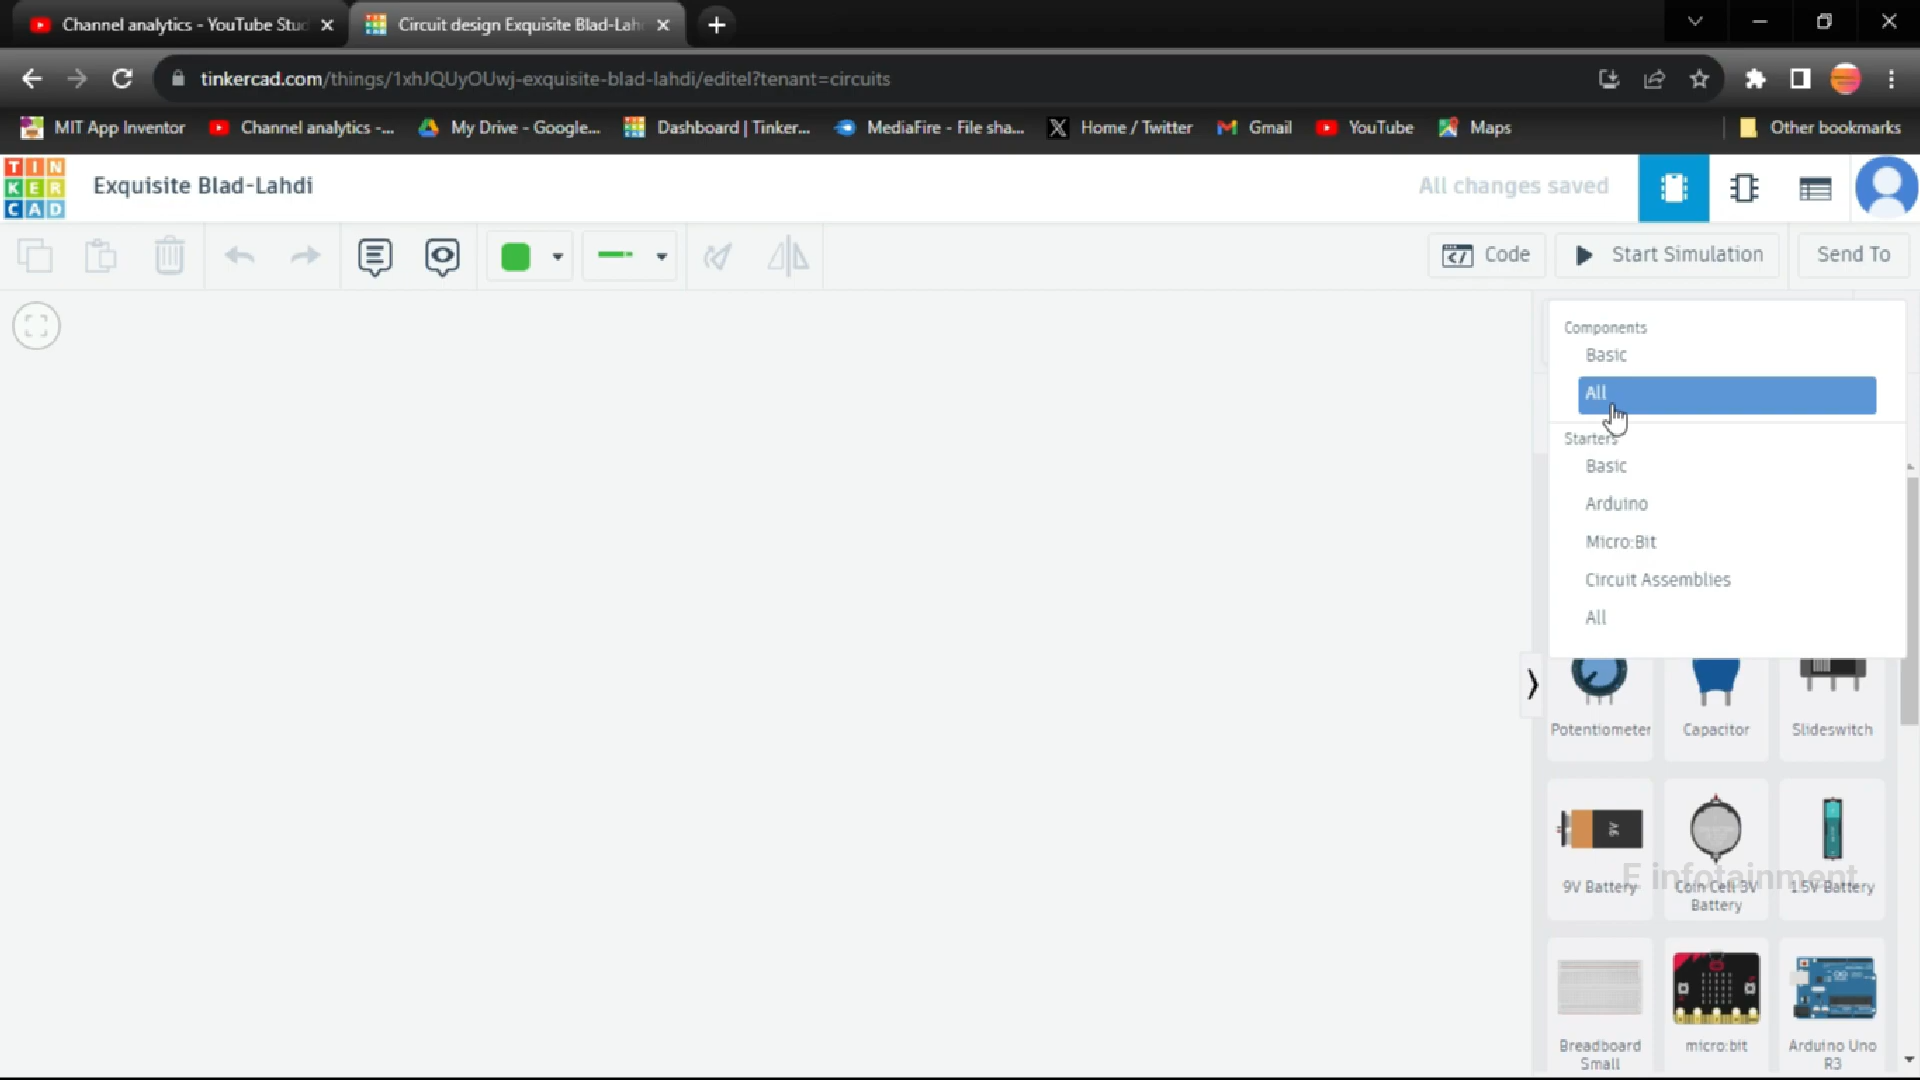 Channel analytics - YouTube Stu
Circuit design Exquisite Blad-Lah
tinkercad.com/things/1xhJQUyOUwj-exquisite-blad-lahdi/editel?tenant=circuits
MIT App Inventor
Channel analytics -...
My Drive - Google...
Dashboard | Tinker...
MediaFire - File sha...
Home / Twitter
Gmail
YouTube
Maps
Other bookmarks
TIN
KER
CAD
Exquisite Blad-Lahdi
All changes saved
Code
Start Simulation
Send To
Components
Basic
All
Starters
Basic
Arduino
Micro:Bit
Circuit Assemblies
All
Potentiometer
Capacitor
Slideswitch
9V
9V Battery
Coin Cell 3V
Battery
1.5V Battery
E infotainment
Breadboard
Small
micro:bit
Arduino Uno
R3